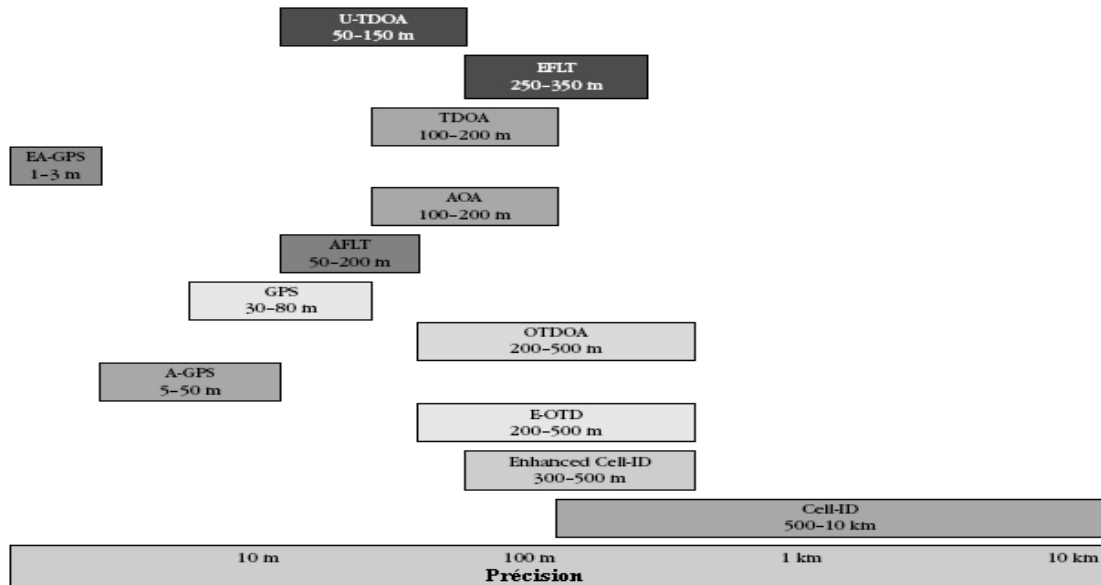 U-TDOA
50–150 m
EFLT
250–350 m
TDOA
100–200 m
EA-GPS
1–3 m
AOA
100–200 m
AFLT
50–200 m
GPS
30–80 m
OTDOA
200–500 m
A-GPS
5–50 m
E-OTD
200–500 m
Enhanced Cell-ID
300–500 m
Cell-ID
500–10 km
10 m 100 m 1 km 10 km
Précision